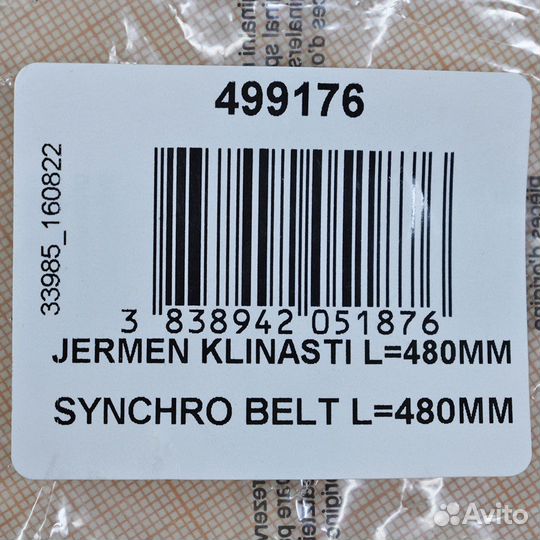 499176
33985_160822
3 838942 051876
JERMEN KLINASTI L=480MM
SYNCHRO BELT L=480MM
Avito